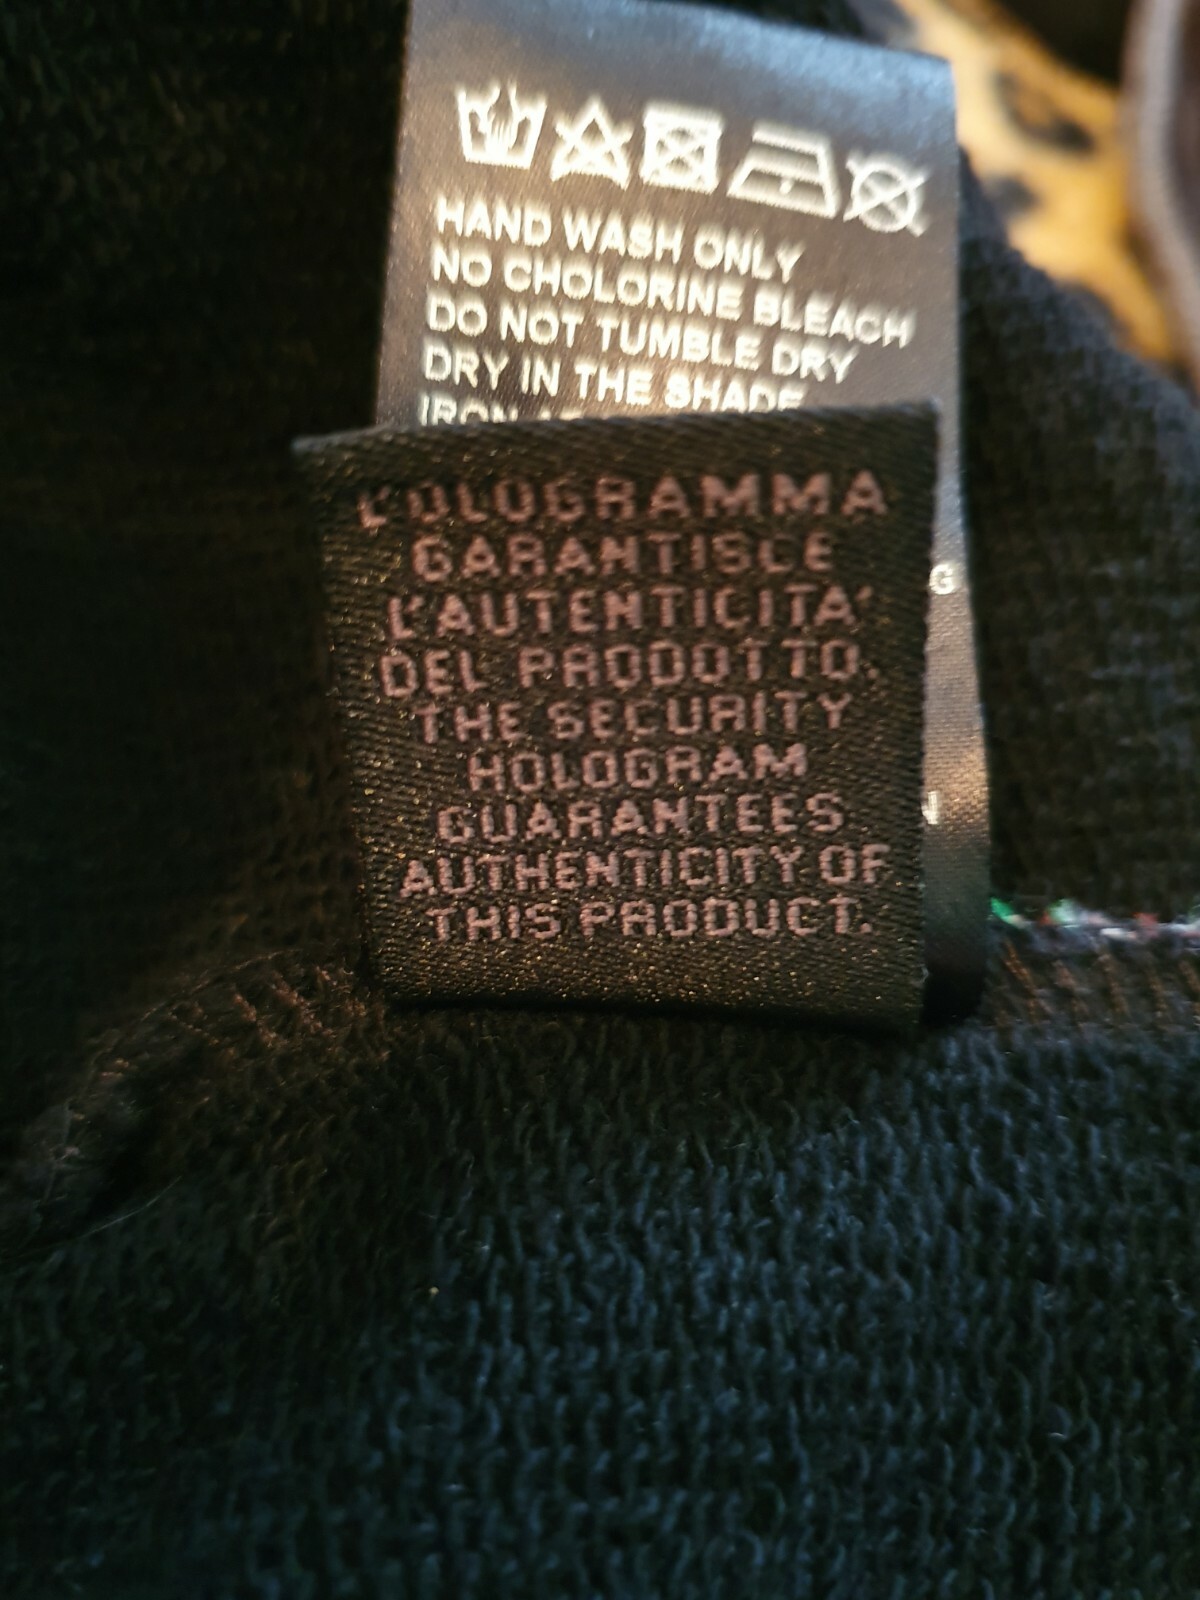 HAND WASH ONLY
NO CHOLORINE BLEACH
DO NOT TUMBLE DRY
DRY IN THE SHADE
IRON
L'OLOGRAMMA
GARANTISCE
L'AUTENTICITA'
DEL PRODOTTO.
THE SECURITY
HOLOGRAM
GUARANTEES
AUTHENTICITY OF
THIS PRODUCT.
G